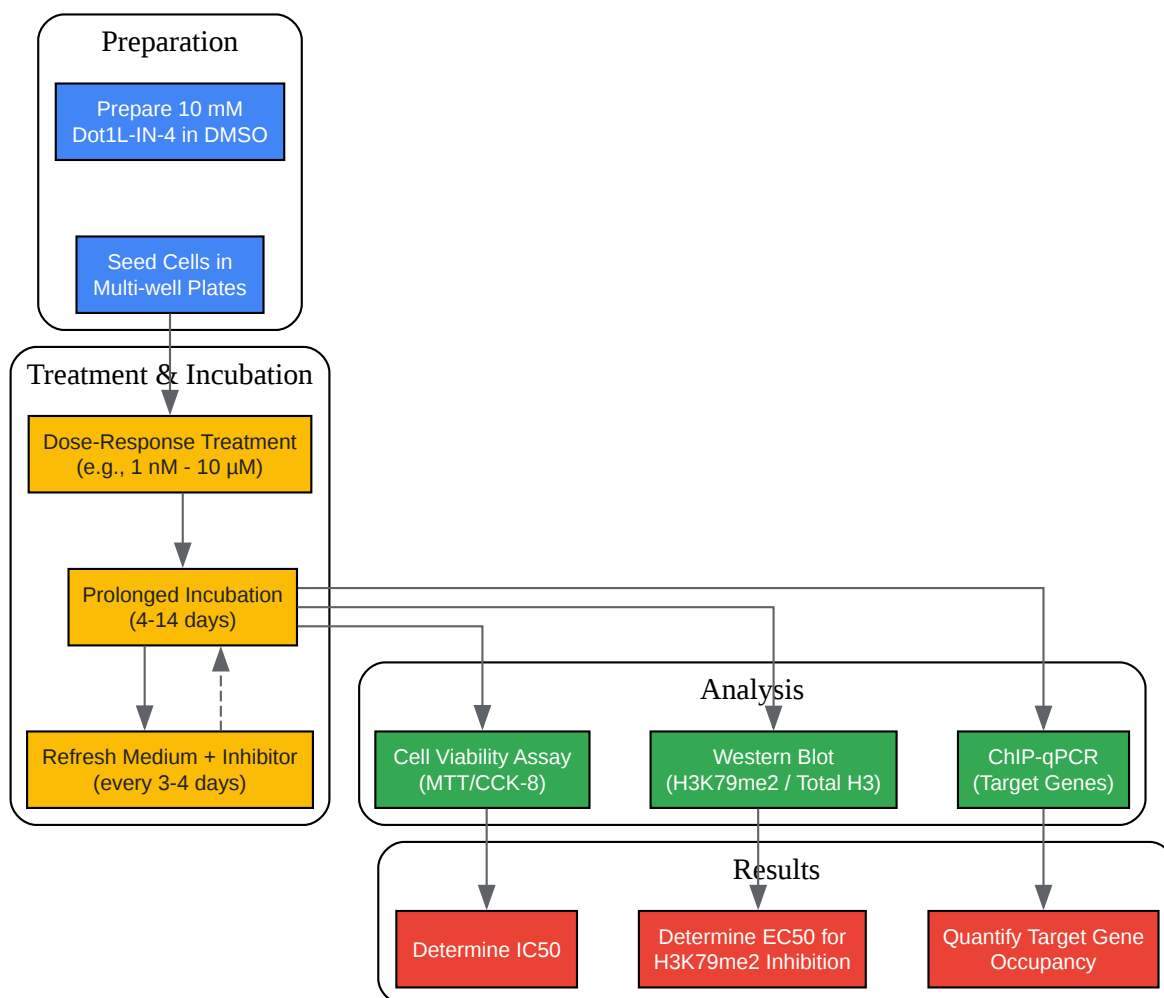 Preparation
Prepare 10 mM
Dot1L-IN-4 in DMSO
Seed Cells in
Multi-well Plates
Treatment & Incubation
Dose-Response Treatment
(e.g., 1 nM - 10 µM)
Prolonged Incubation
(4-14 days)
Refresh Medium + Inhibitor
(every 3-4 days)
Analysis
Cell Viability Assay
(MTT/CCK-8)
Western Blot
(H3K79me2 / Total H3)
ChIP-qPCR
(Target Genes)
Results
Determine IC50
Determine EC50 for
H3K79me2 Inhibition
Quantify Target Gene
Occupancy